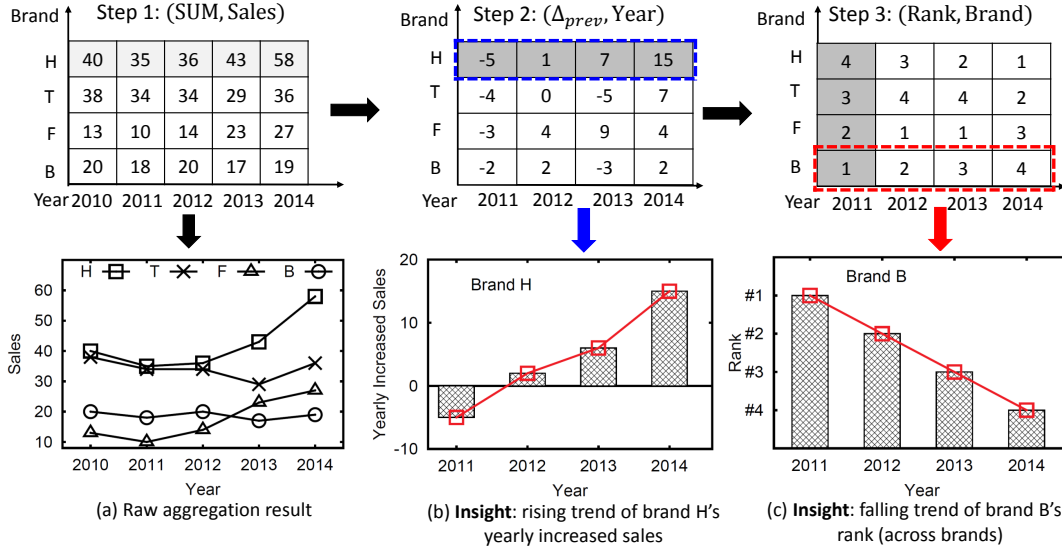 Brand Step 1: (SUM, Sales)
H 40 35 36 43 58
T 38 34 34 29 36
F 13 10 14 23 27
B 20 18 20 17 19
Year 2010 2011 2012 2013 2014
Brand Step 2: (Δprev, Year)
H -5 1 7 15
T -4 0 -5 7
F -3 4 9 4
B -2 2 -3 2
Year 2011 2012 2013 2014
Brand Step 3: (Rank, Brand)
H 4 3 2 1
T 3 4 4 2
F 2 1 1 3
B 1 2 3 4
Year 2011 2012 2013 2014
H T F B
60
50
40
30
20
10
Sales
2010 2011 2012 2013 2014
Year
(a) Raw aggregation result
20
10
0
-10
Yearly Increased Sales
Brand H
2011 2012 2013 2014
Year
(b) Insight: rising trend of brand H's
yearly increased sales
#1
#2
#3
#4
Rank
Brand B
2011 2012 2013 2014
Year
(c) Insight: falling trend of brand B's
rank (across brands)